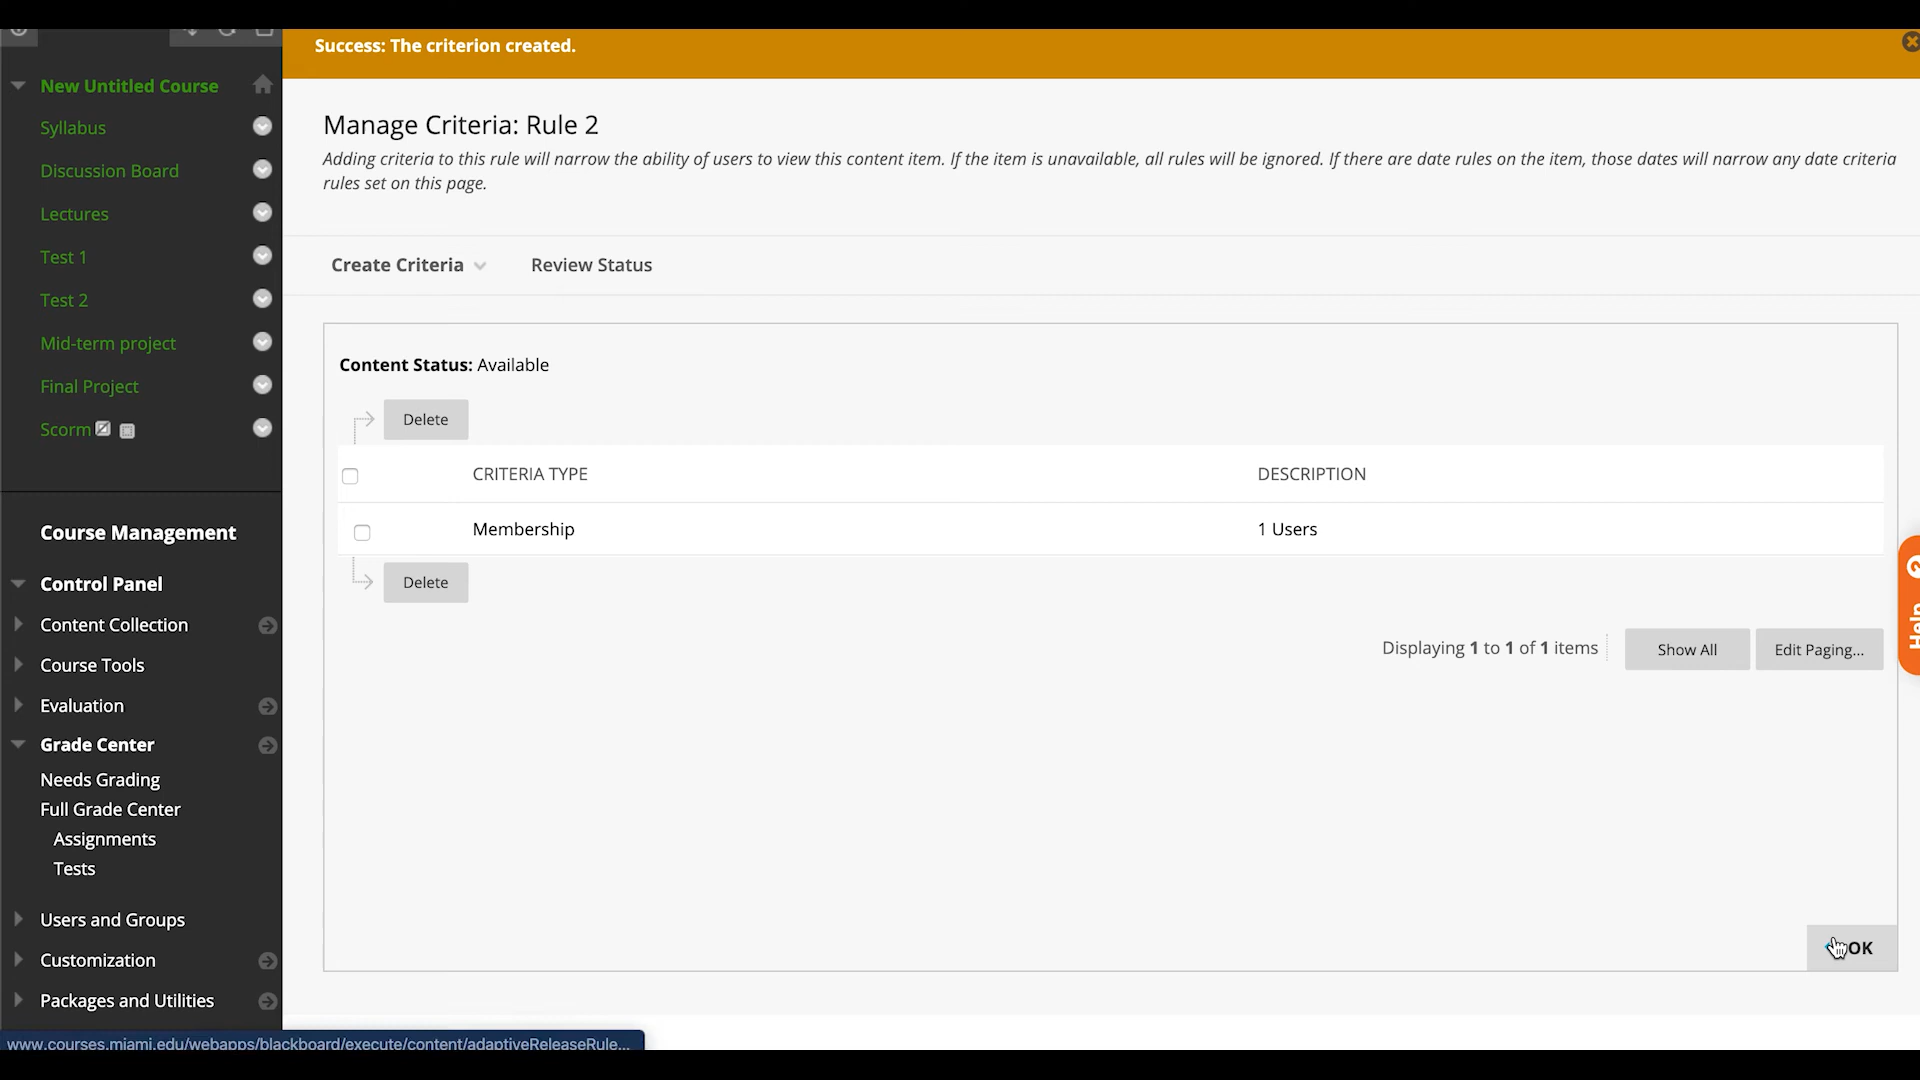 Success: The criterion created.
New Untitled Course
Syllabus
Discussion Board
Lectures
Test 1
Test 2
Mid-term project
Final Project
Scorm
Course Management
Control Panel
Content Collection
Course Tools
Evaluation
Grade Center
Needs Grading
Full Grade Center
Assignments
Tests
Users and Groups
Customization
Packages and Utilities
Manage Criteria: Rule 2
Adding criteria to this rule will narrow the ability of users to view this content item. If the item is unavailable, all rules will be ignored. If there are date rules on the item, those dates will narrow any date criteria
rules set on this page.
Create Criteria Review Status
Content Status: Available
Delete
CRITERIA TYPE DESCRIPTION
Membership 1 Users
Delete
Displaying 1 to 1 of 1 items Show All Edit Paging...
OK
Help
www.courses.miami.edu/webapps/blackboard/execute/content/adaptiveReleaseRule...